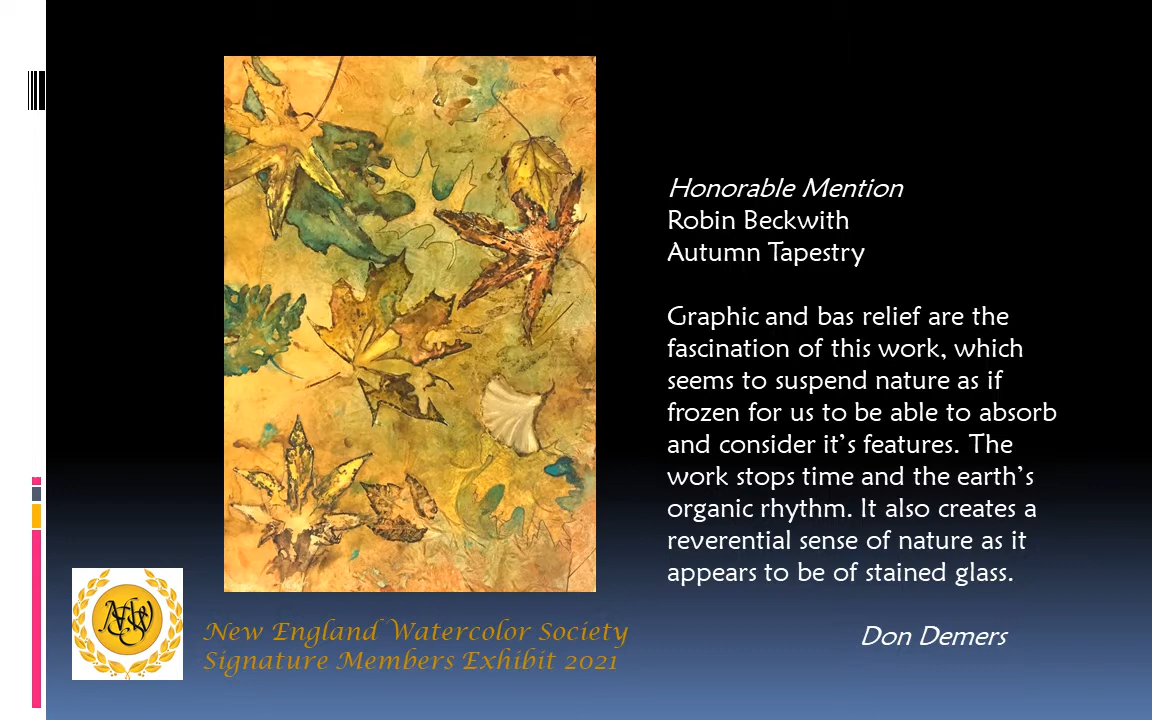 Honorable Mention
Robin Beckwith
Autumn Tapestry
Graphic and bas relief are the
fascination of this work, which
seems to suspend nature as if
frozen for us to be able to absorb
and consider it’s features. The
work stops time and the earth’s
organic rhythm. It also creates a
reverential sense of nature as it
appears to be of stained glass.
Don Demers
New England Watercolor Society
Signature Members Exhibit 2021